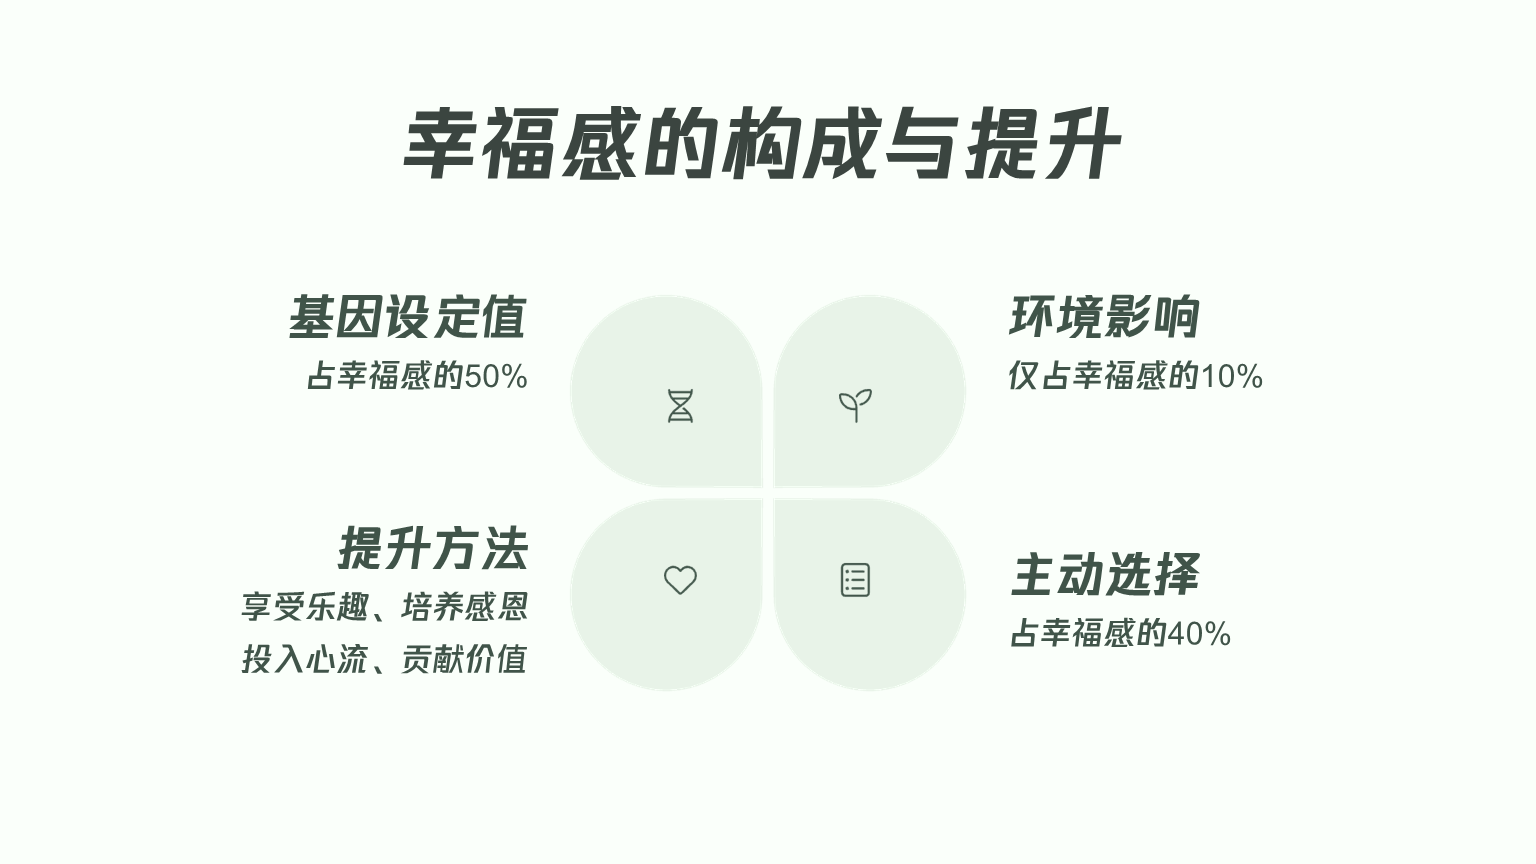 幸福感的构成与提升
基因设定值
占幸福感的50%
环境影响
仅占幸福感的10%
提升方法
享受乐趣、培养感恩
投入心流、贡献价值
主动选择
占幸福感的40%